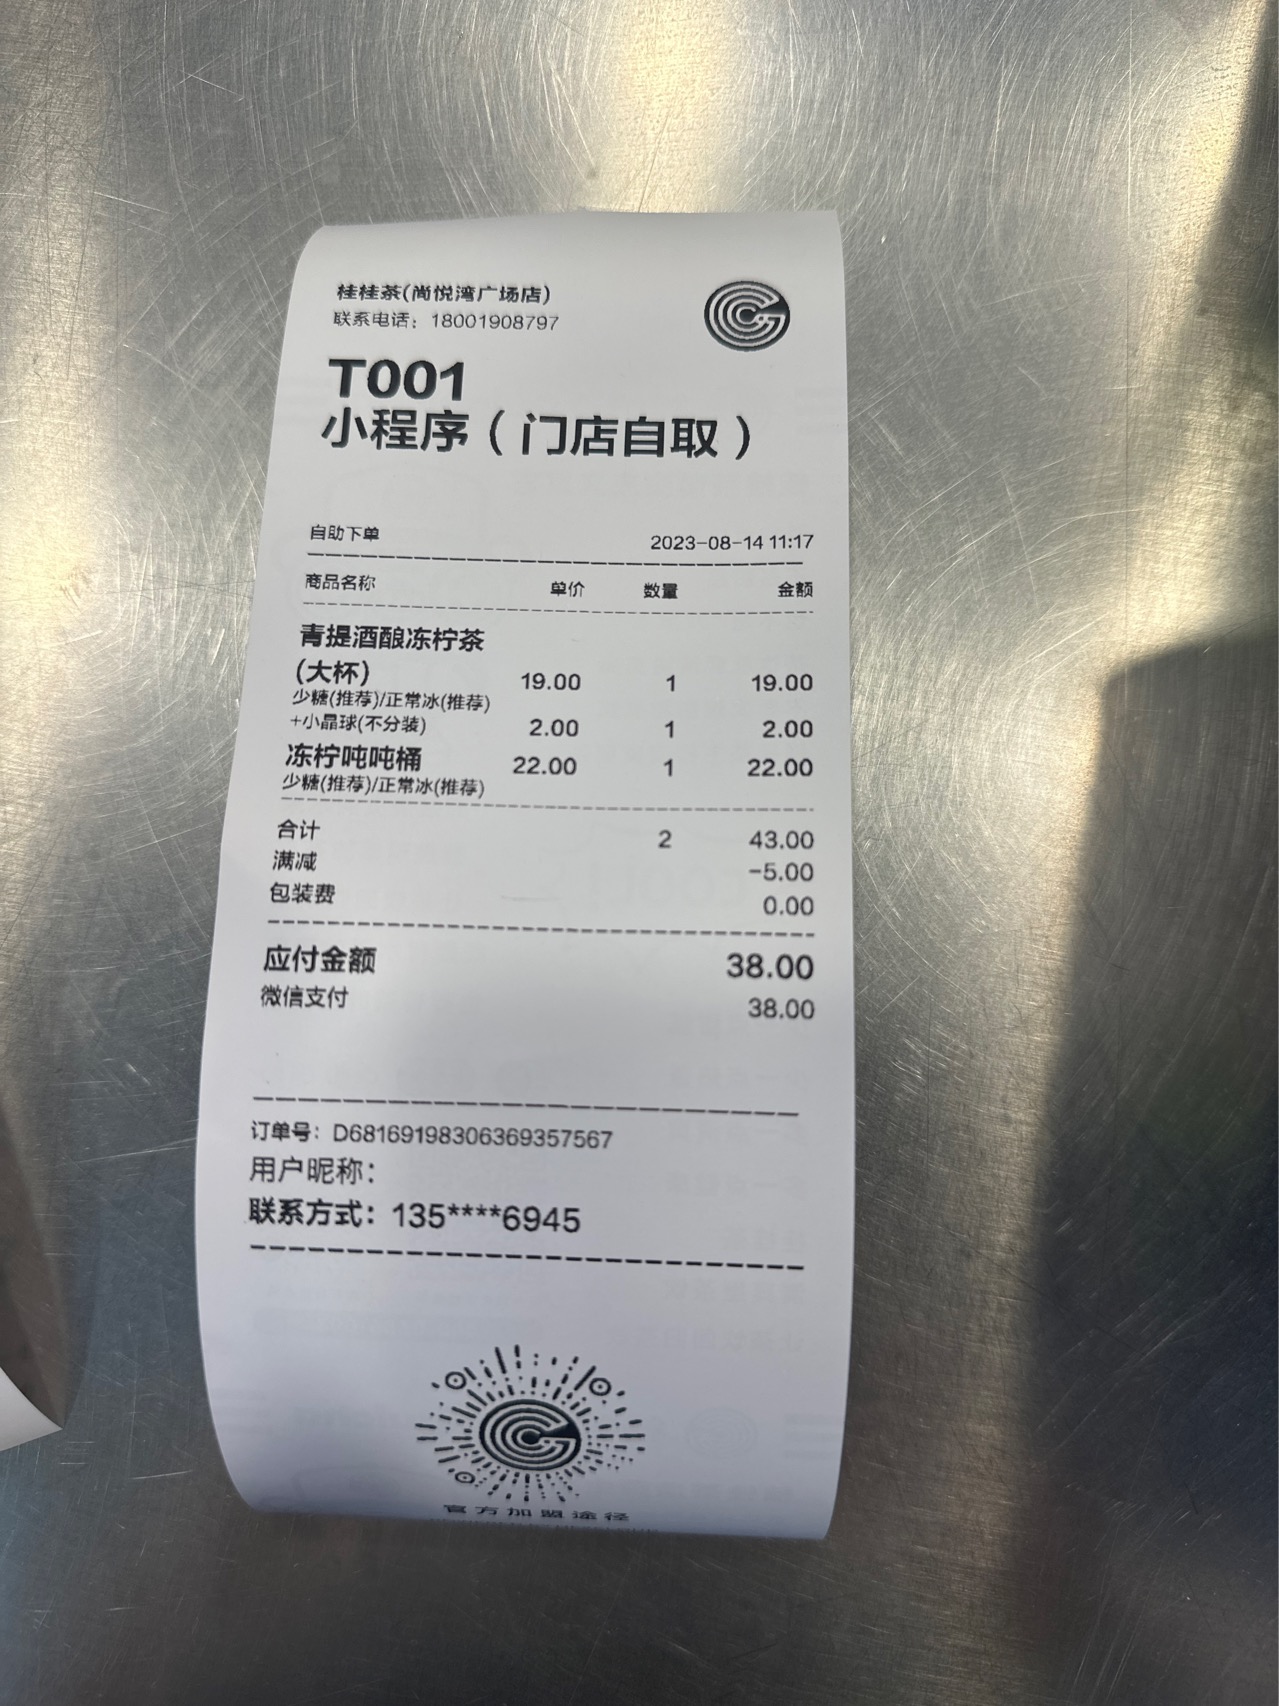 桂桂茶(尚悦湾广场店)
联系电话：18001908797
T001
小程序（门店自取）
自助下单 2023-08-14 11:17
商品名称 单价 数量 金额
青提酒酿冻柠茶
(大杯) 19.00 1 19.00
少糖(推荐)/正常冰(推荐)
+小晶球(不分装) 2.00 1 2.00
冻柠吨吨桶 22.00 1 22.00
少糖(推荐)/正常冰(推荐)
合计 2 43.00
满减 -5.00
包装费 0.00
应付金额 38.00
微信支付 38.00
订单号：D681691983063693575​67
用户昵称：
联系方式：135****6945
官方加盟途径